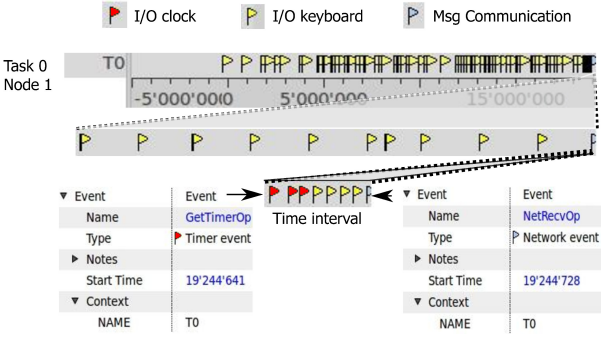 I/O clock I/O keyboard Msg Communication
Task 0
Node 1
T0
-5'000'000 5'000'000 15'000'000
Time interval
▼ Event Event
Name GetTimerOp
Type Timer event
▶ Notes
Start Time 19'244'641
▼ Context
NAME T0
▼ Event Event
Name NetRecvOp
Type Network event
▶ Notes
Start Time 19'244'728
▼ Context
NAME T0